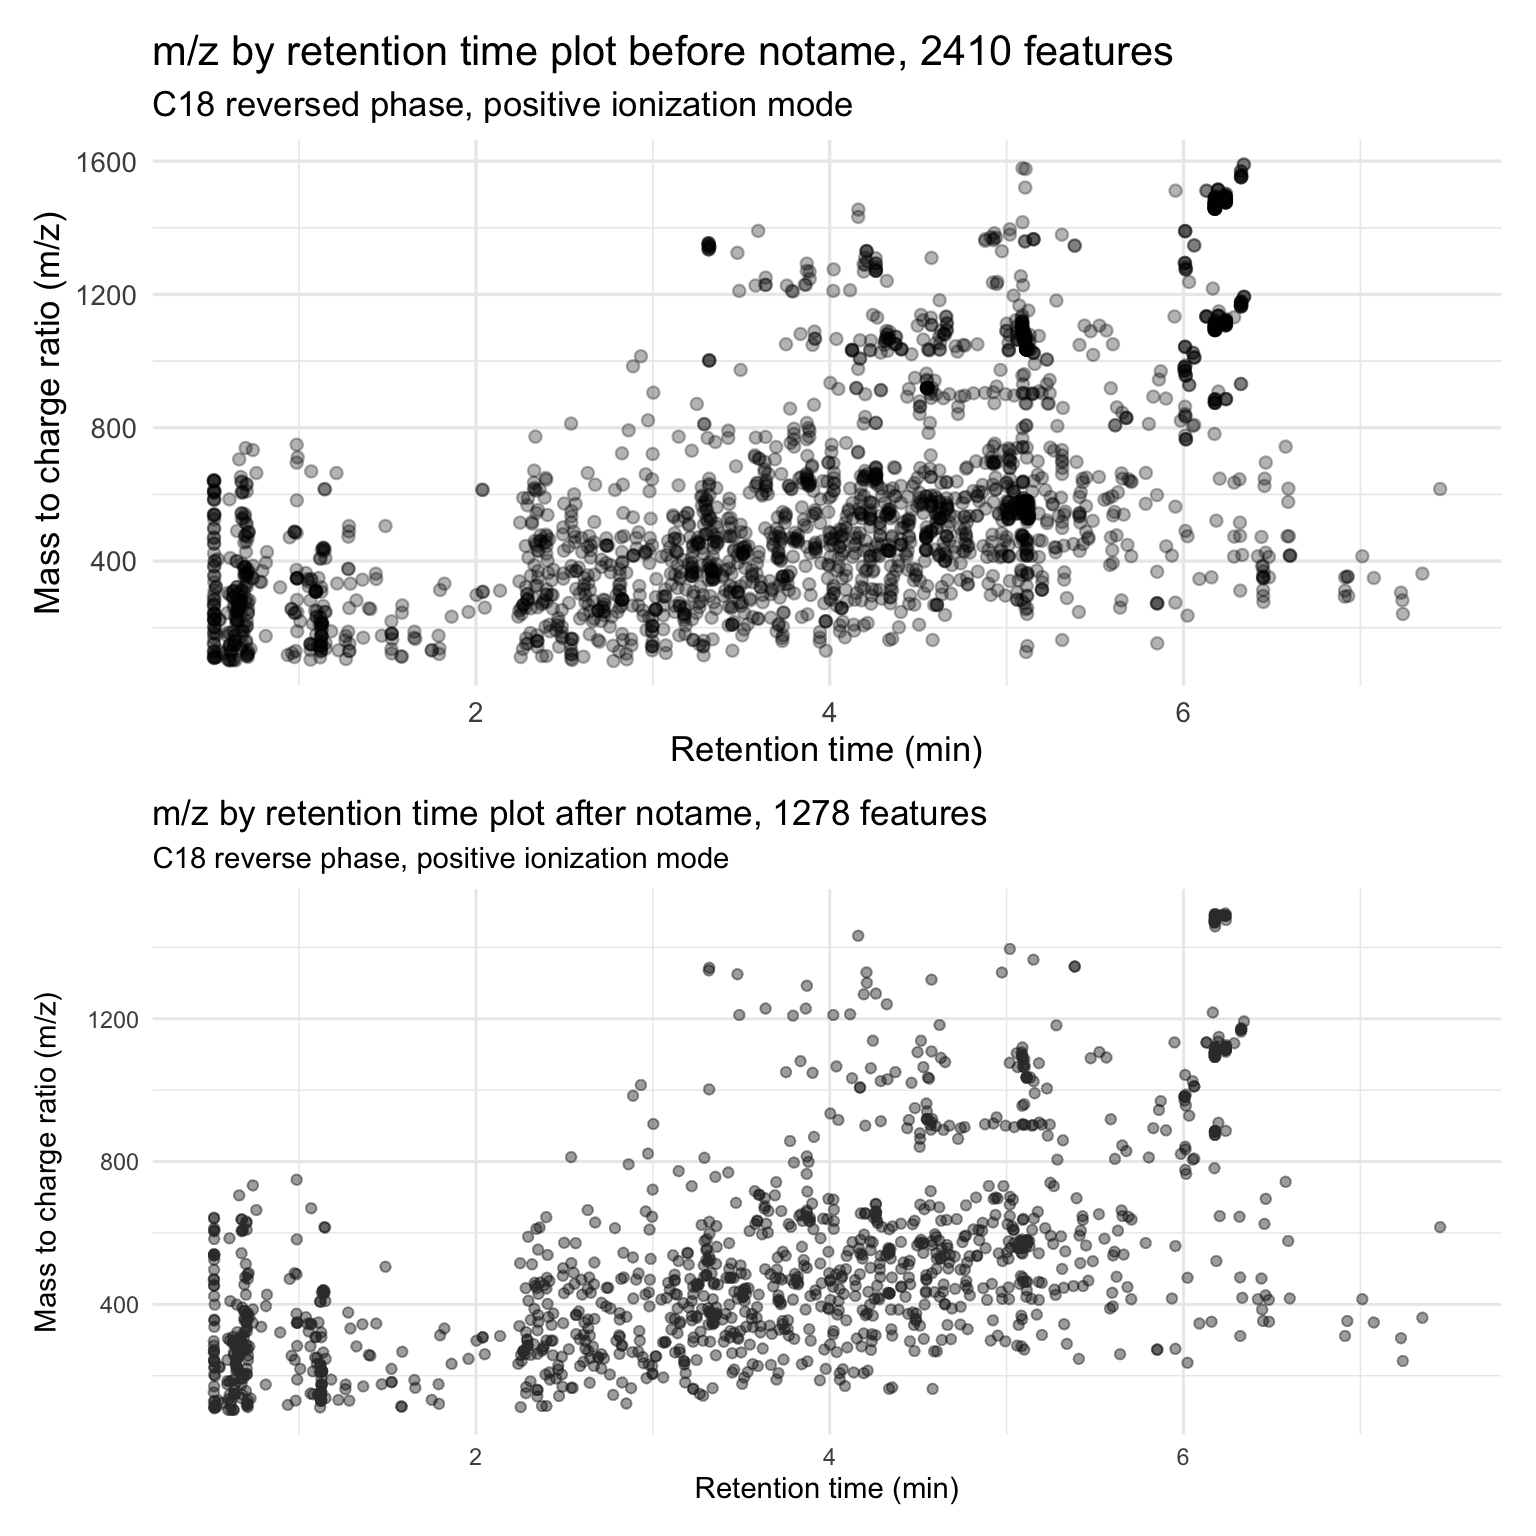 m/z by retention time plot before notame, 2410 features
C18 reversed phase, positive ionization mode
1600
1200
800
400
Mass to charge ratio (m/z)
2 4 6
Retention time (min)
m/z by retention time plot after notame, 1278 features
C18 reverse phase, positive ionization mode
1200
800
400
Mass to charge ratio (m/z)
2 4 6
Retention time (min)